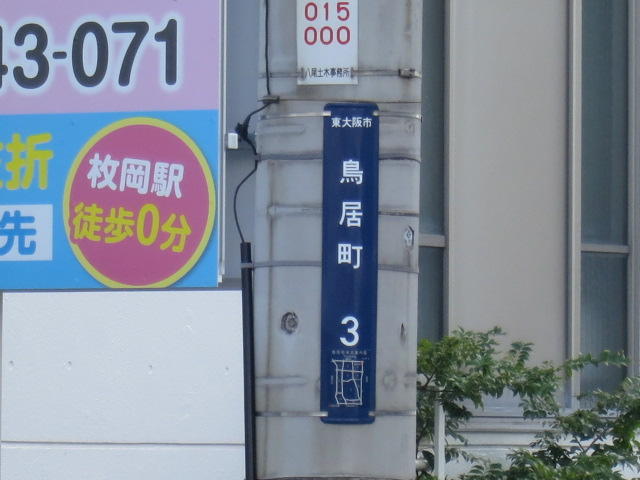 43-071
折
先
枚岡駅
徒歩0分
015
000
八尾土木事務所
東大阪市
鳥居町
3